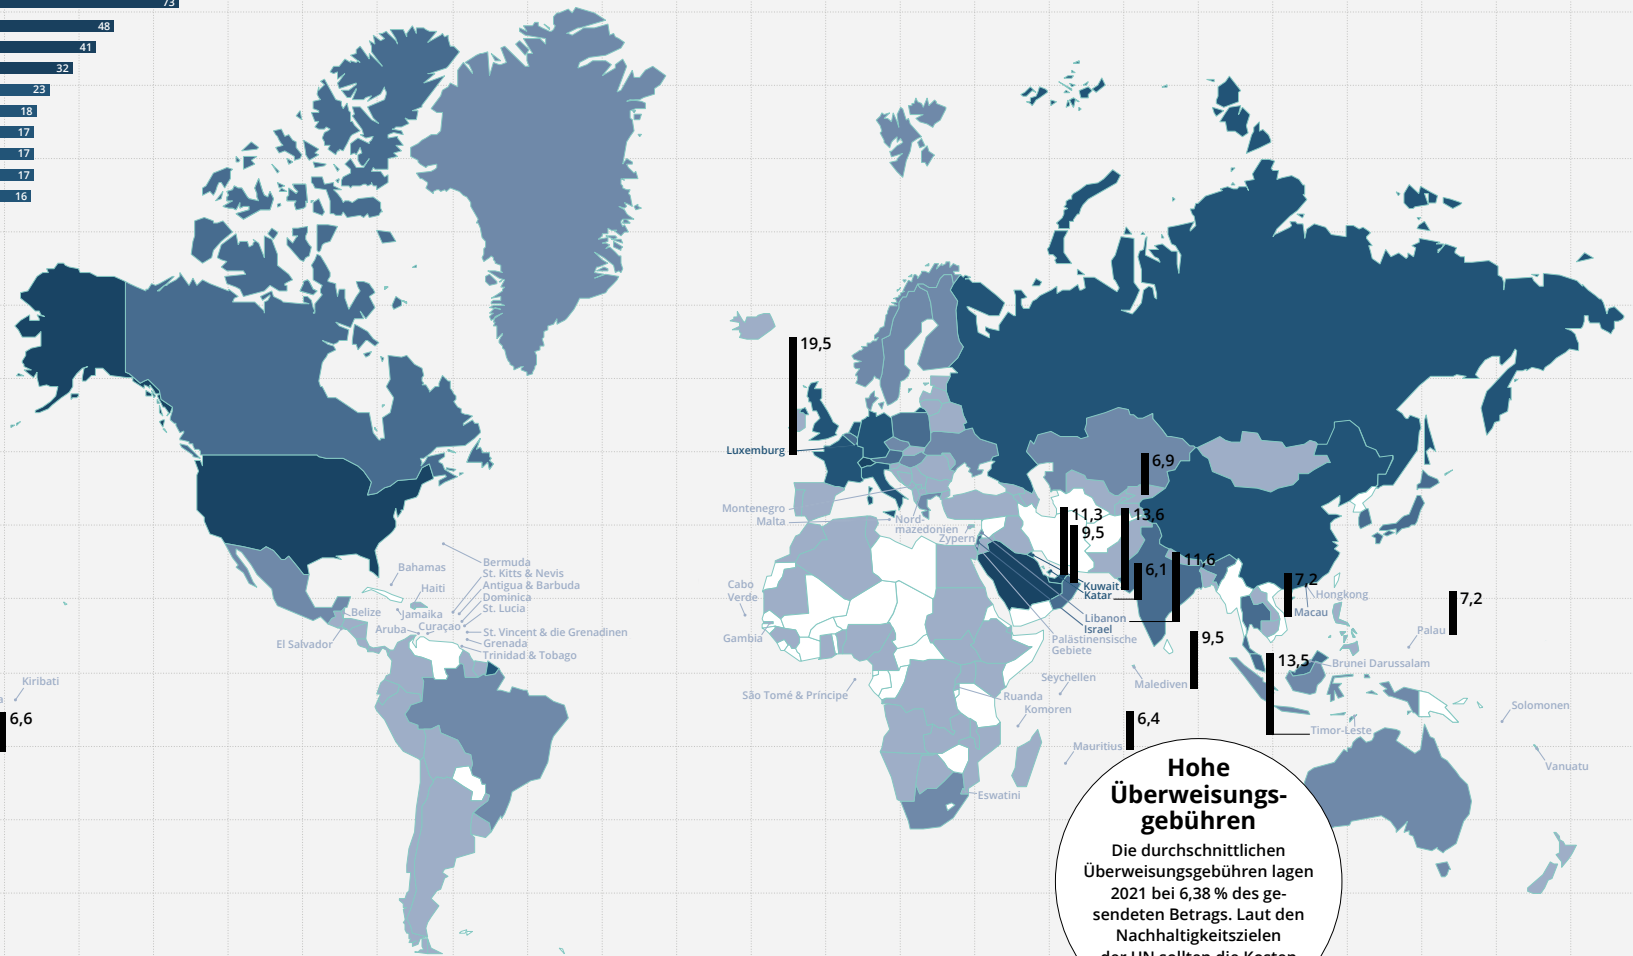 73
48
41
32
23
18
17
17
17
16
19,5
Luxemburg
6,9
Montenegro
Malta
Nord-
mazedonien
Zypern
11,3
9,5
13,6
11,6
6,1
Kuwait
Katar
Libanon
Israel
Palästinensische
Gebiete
7,2
Hongkong
Macau
7,2
Palau
Bermuda
St. Kitts & Nevis
Antigua & Barbuda
Dominica
St. Lucia
St. Vincent & die Grenadinen
Grenada
Trinidad & Tobago
Bahamas
Haiti
Belize
Jamaika
Curaçao
Aruba
El Salvador
Cabo
Verde
Gambia
São Tomé & Príncipe
Kiribati
a
6,6
9,5
13,5
Brunei Darussalam
Malediven
Seychellen
Ruanda
Komoren
6,4
Mauritius
Timor-Leste
Solomonen
Vanuatu
Eswatini
Hohe
Überweisungs-
gebühren
Die durchschnittlichen
Überweisungsgebühren lagen
2021 bei 6,38 % des ge-
sendeten Betrags. Laut den
Nachhaltigkeitszielen
der UN sollten die Kosten